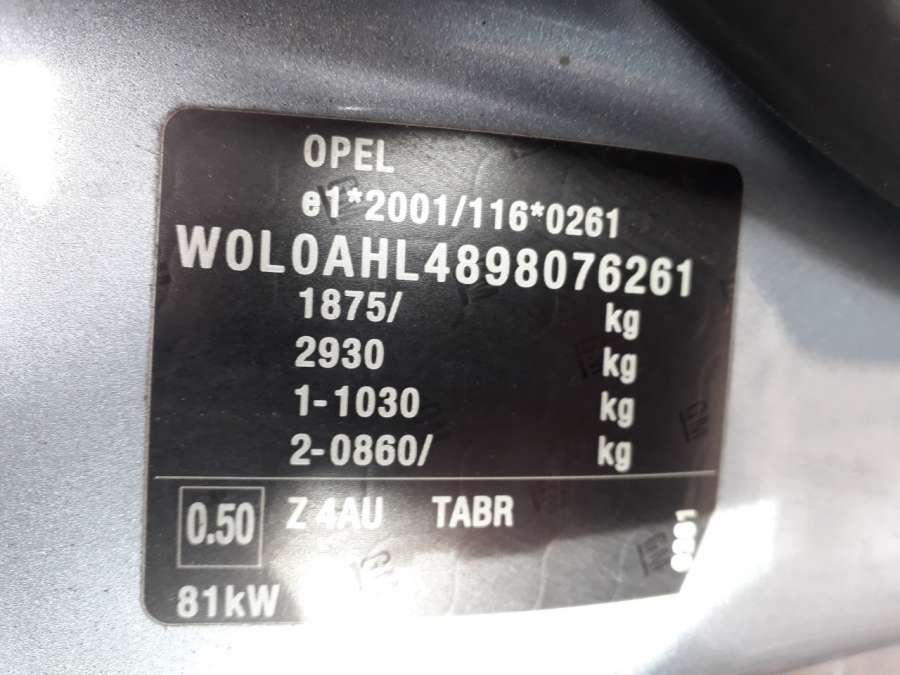 OPEL
e1*2001/116*0261
W0L0AHL4898076261
1875/ kg
2930 kg
1-1030 kg
2-0860/ kg
0.50 Z 4AU TABR
81kW